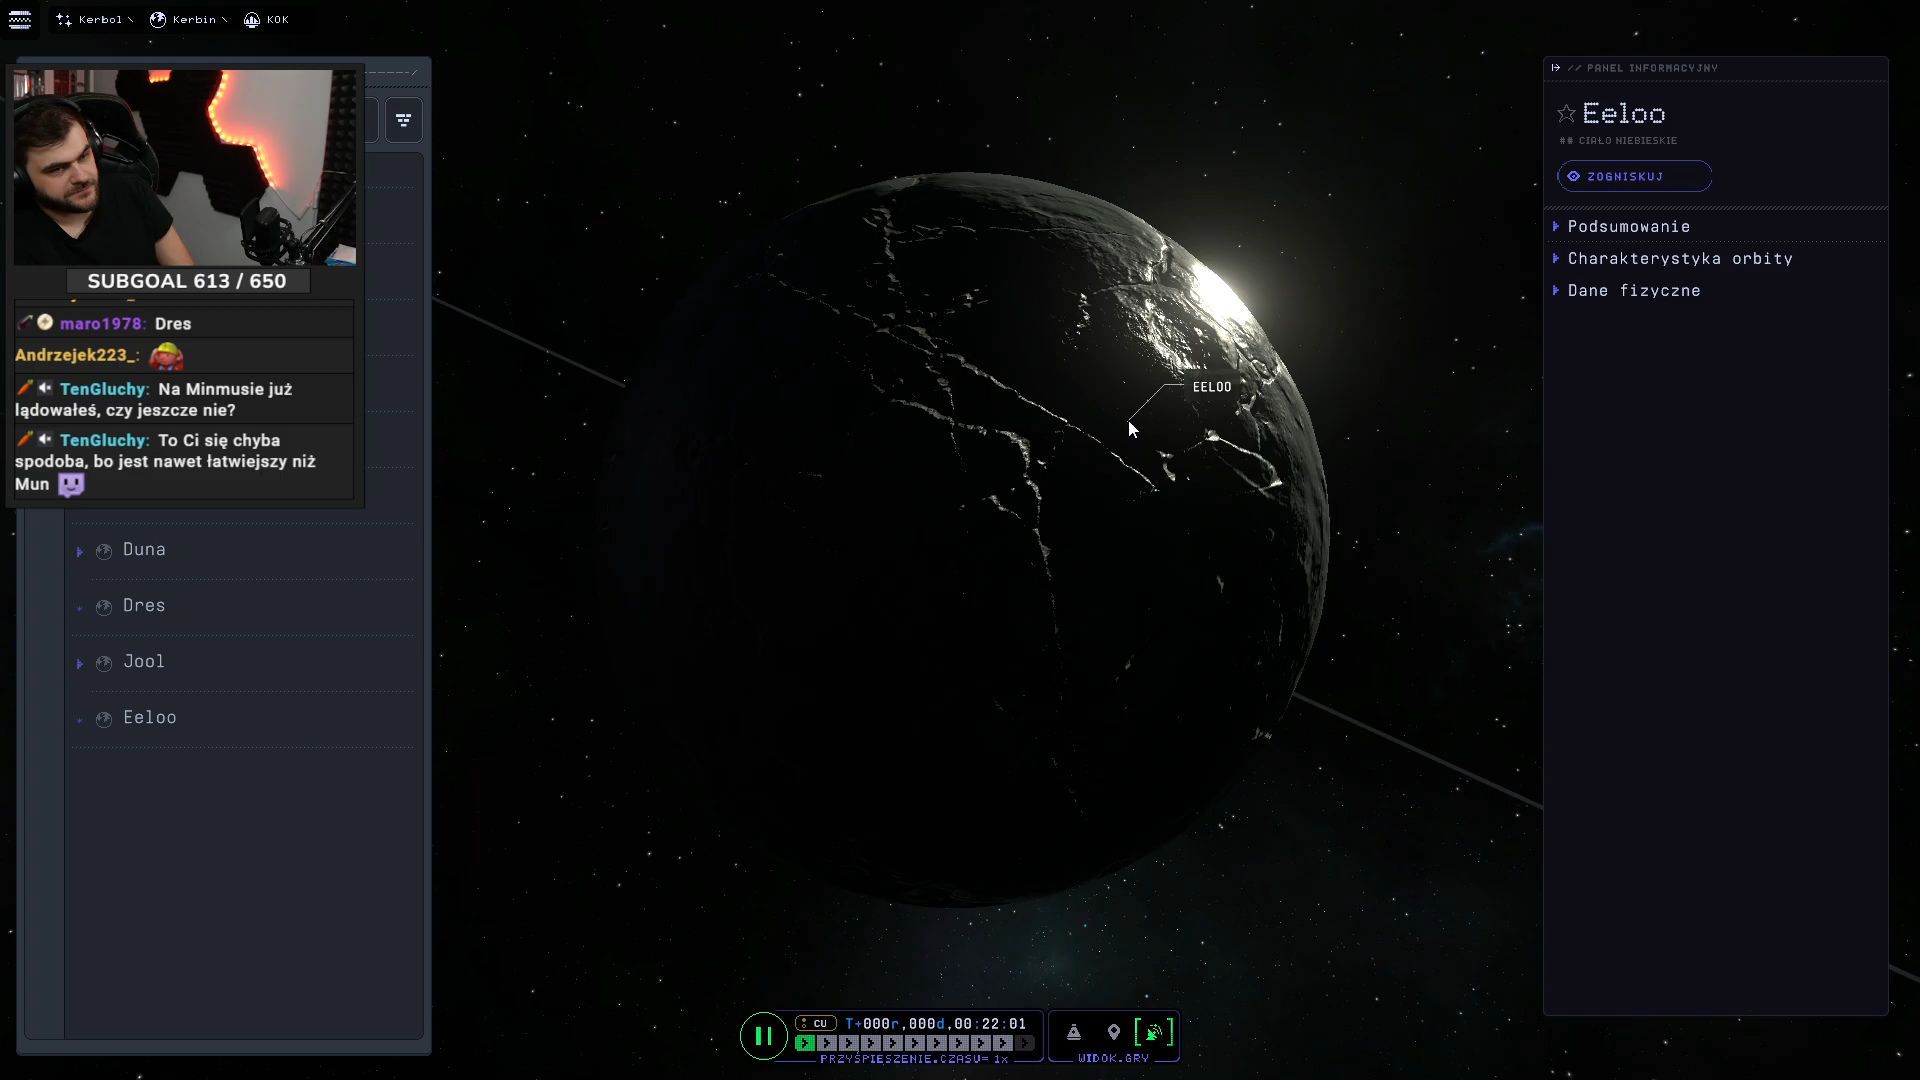 Kerbol
Kerbin
KOK
SUBGOAL 613 / 650
maro1978: Dres
Andrzejek223_:
TenGluchy: Na Minmusie już
lądowałeś, czy jeszcze nie?
TenGluchy: To Ci się chyba
spodoba, bo jest nawet łatwiejszy niż
Mun
Duna
Dres
Jool
Eeloo
EELOO
// PANEL INFORMACYJNY
Eeloo
## CIAŁO NIEBIESKIE
ZOGNISKUJ
Podsumowanie
Charakterystyka orbity
Dane fizyczne
CU T+000r,000d,00:22:01
PRZYŚPIESZENIE.CZASU= 1x
WIDOK.GRY